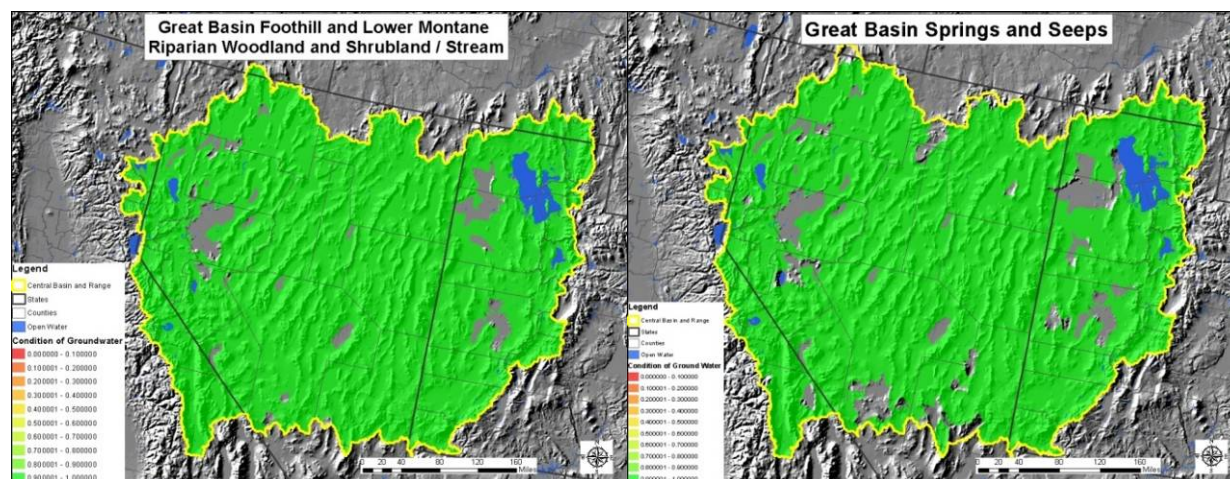 Great Basin Foothill and Lower Montane
Riparian Woodland and Shrubland / Stream
Legend
Central Basin and Range
States
Counties
Open Water
Condition of Groundwater
0.000000 - 0.100000
0.100001 - 0.200000
0.200001 - 0.300000
0.300001 - 0.400000
0.400001 - 0.500000
0.500001 - 0.600000
0.600001 - 0.700000
0.700001 - 0.800000
0.800001 - 0.900000
0.900001 - 1.000000
0 20 40 80 120 160
Miles
Great Basin Springs and Seeps
Legend
Central Basin and Range
States
Counties
Open Water
Condition of Ground Water
0.000000 - 0.100000
0.100001 - 0.200000
0.200001 - 0.300000
0.300001 - 0.400000
0.400001 - 0.500000
0.500001 - 0.600000
0.600001 - 0.700000
0.700001 - 0.800000
0.800001 - 0.900000
0 20 40 80 120 160
Miles